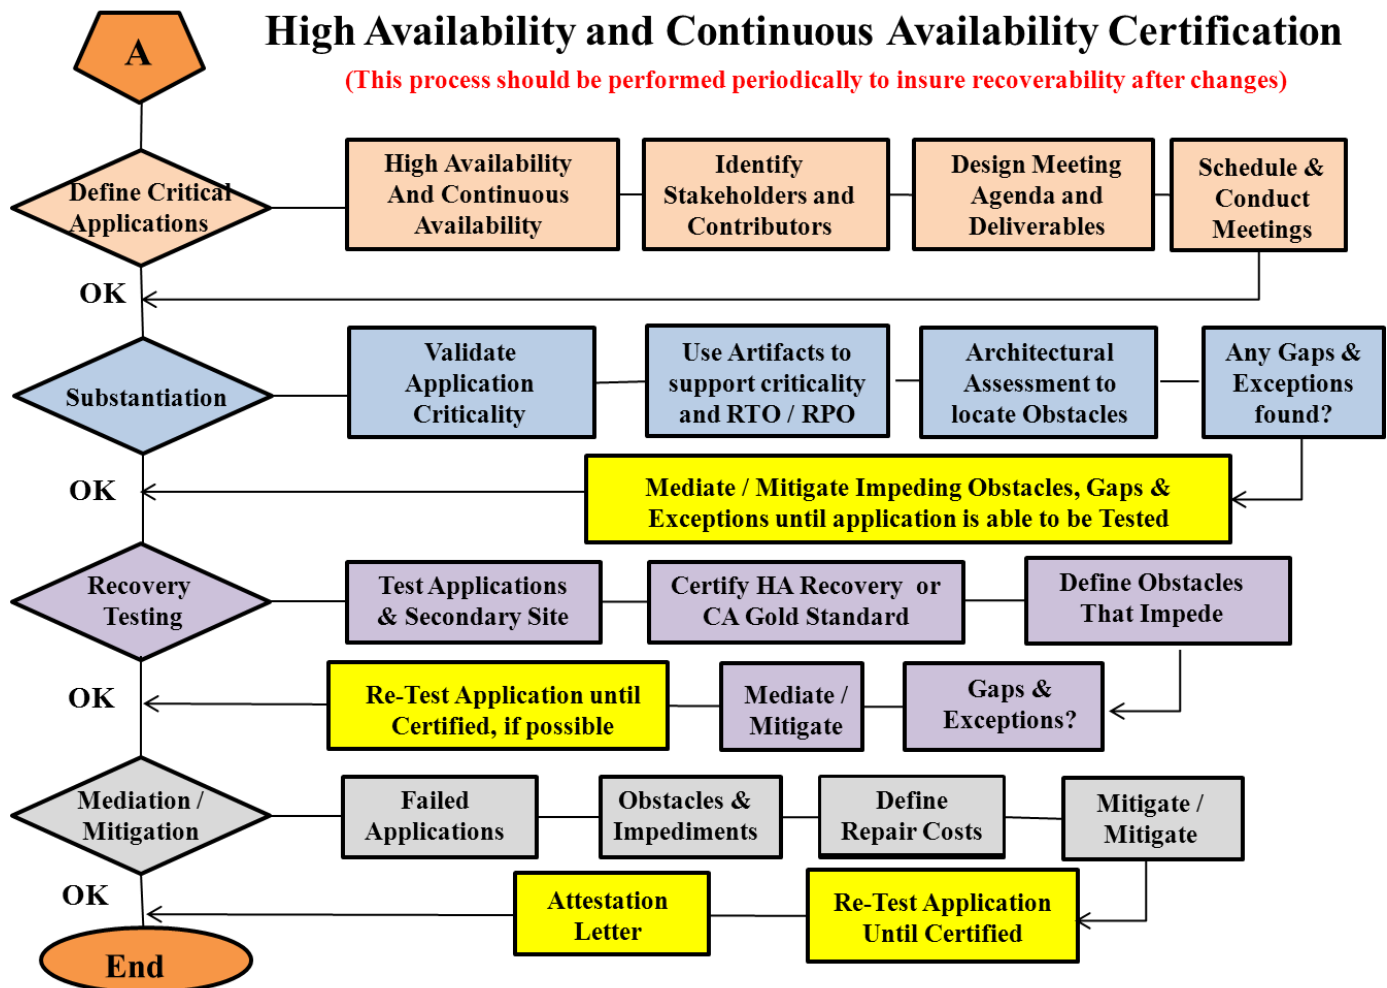 A
High Availability and Continuous Availability Certification
(This process should be performed periodically to insure recoverability after changes)
Define Critical
Applications
High Availability
And Continuous
Availability
Identify
Stakeholders and
Contributors
Design Meeting
Agenda and
Deliverables
Schedule &
Conduct
Meetings
OK
Substantiation
Validate
Application
Criticality
Use Artifacts to
support criticality
and RTO / RPO
Architectural
Assessment to
locate Obstacles
Any Gaps &
Exceptions
found?
OK
Mediate / Mitigate Impeding Obstacles, Gaps &
Exceptions until application is able to be Tested
Recovery
Testing
Test Applications
& Secondary Site
Certify HA Recovery or
CA Gold Standard
Define Obstacles
That Impede
OK
Re-Test Application until
Certified, if possible
Mediate /
Mitigate
Gaps &
Exceptions?
Mediation /
Mitigation
Failed
Applications
Obstacles &
Impediments
Define
Repair Costs
Mitigate /
Mitigate
OK
Attestation
Letter
Re-Test Application
Until Certified
End